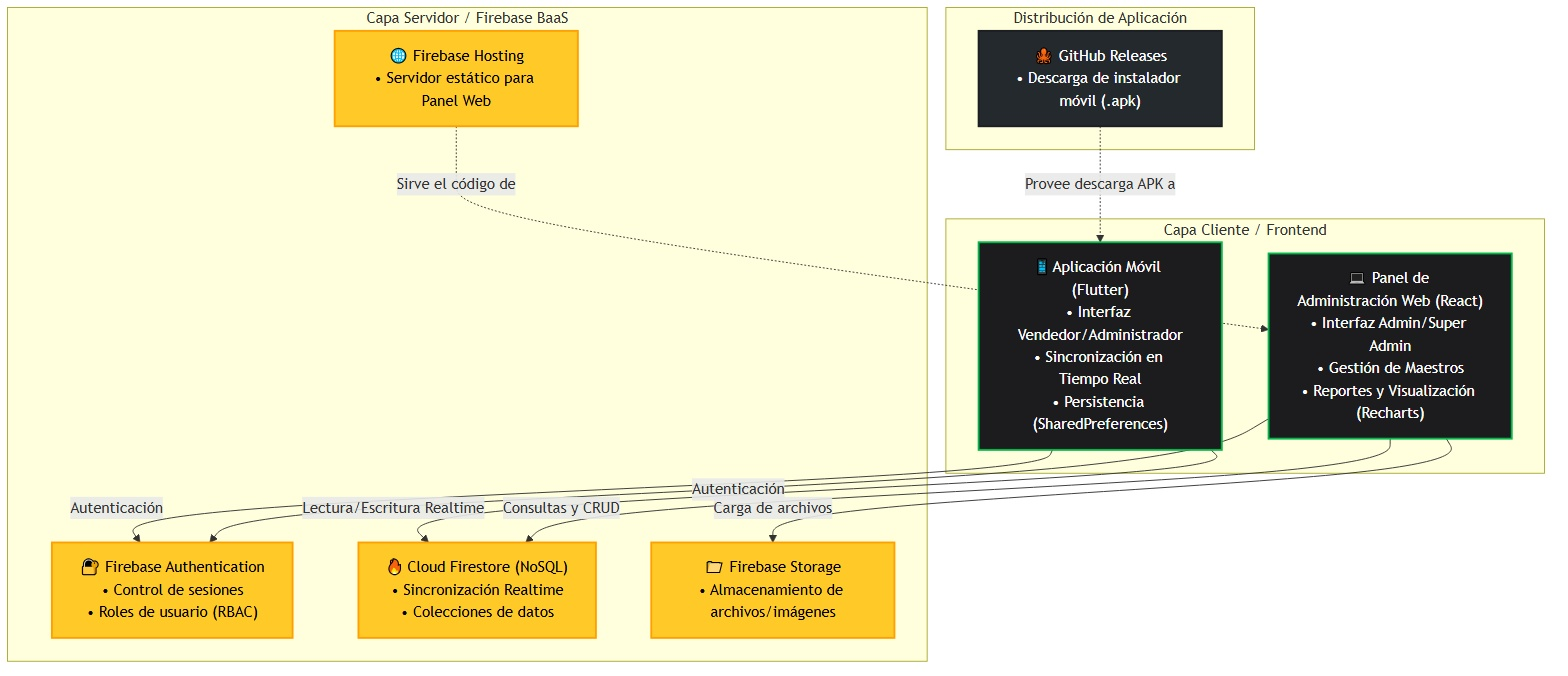 Capa Servidor / Firebase BaaS
🌐 Firebase Hosting
• Servidor estático para
Panel Web
Distribución de Aplicación
🐙 GitHub Releases
• Descarga de instalador
móvil (.apk)
Sirve el código de
Provee descarga APK a
Capa Cliente / Frontend
📱 Aplicación Móvil
(Flutter)
• Interfaz
Vendedor/Administrador
• Sincronización en
Tiempo Real
• Persistencia
(SharedPreferences)
💻 Panel de
Administración Web (React)
• Interfaz Admin/Super
Admin
• Gestión de Maestros
• Reportes y Visualización
(Recharts)
Autenticación
Lectura/Escritura Realtime
Consultas y CRUD
Autenticación
Carga de archivos
🔐 Firebase Authentication
• Control de sesiones
• Roles de usuario (RBAC)
🔥 Cloud Firestore (NoSQL)
• Sincronización Realtime
• Colecciones de datos
📁 Firebase Storage
• Almacenamiento de
archivos/imágenes